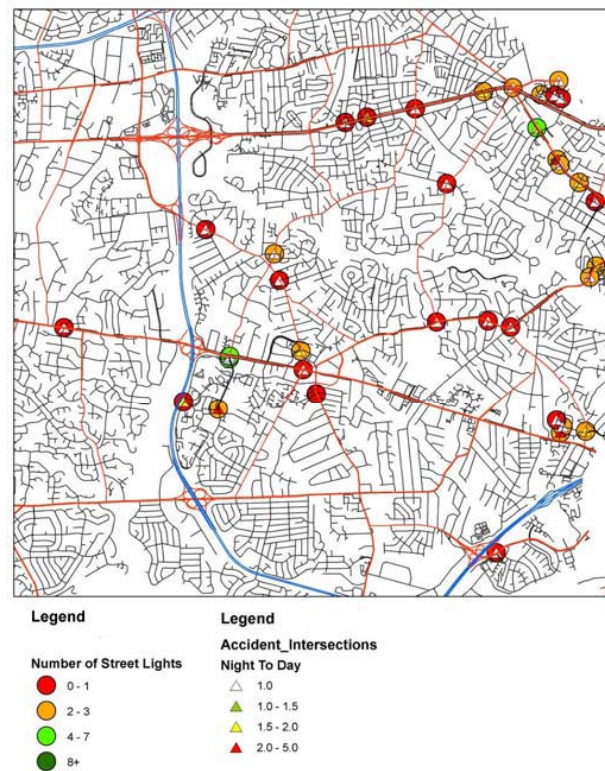 Legend
Number of Street Lights
0 - 1
2 - 3
4 - 7
8+
Legend
Accident_Intersections
Night To Day
1.0
1.0 - 1.5
1.5 - 2.0
2.0 - 5.0